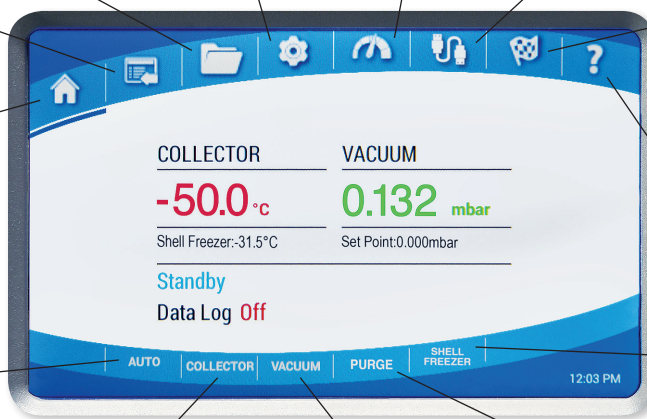 ?
COLLECTOR
VACUUM
-50.0 °C
0.132 mbar
Shell Freezer:-31.5°C
Set Point:0.000mbar
Standby
Data Log Off
AUTO
COLLECTOR
VACUUM
PURGE
SHELL
FREEZER
12:03 PM